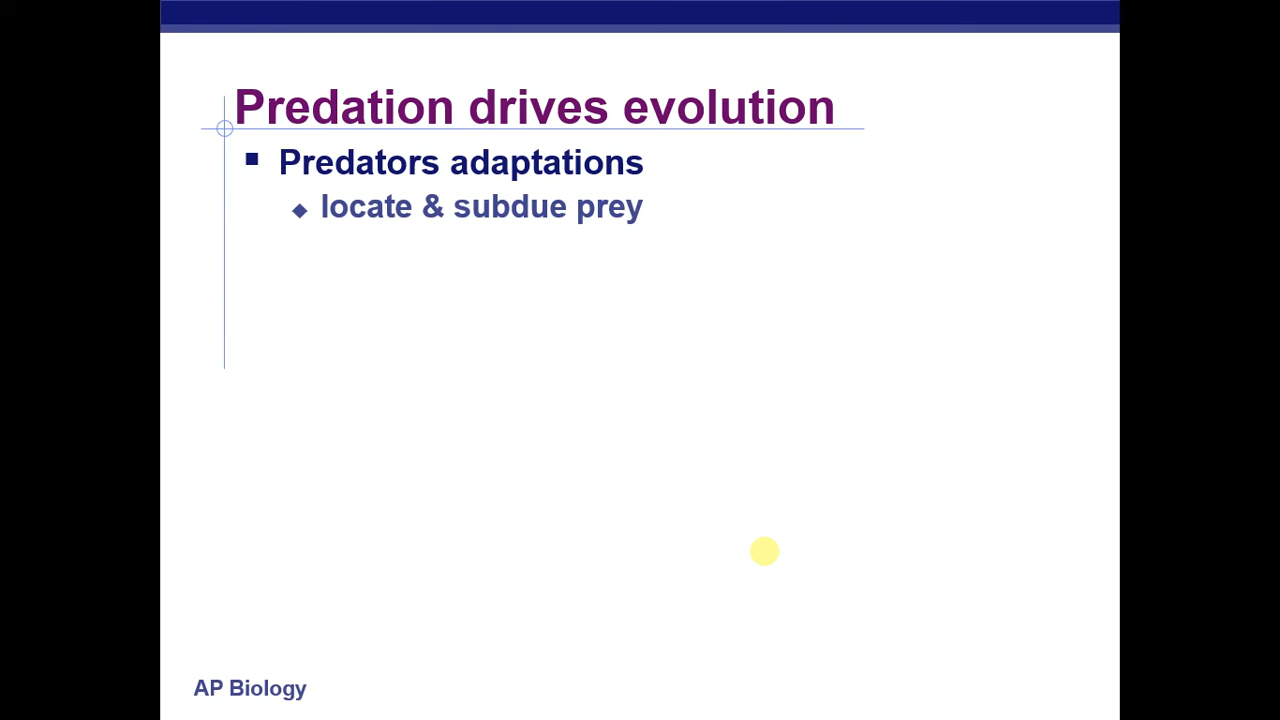 Predation drives evolution
Predators adaptations
locate & subdue prey
AP Biology